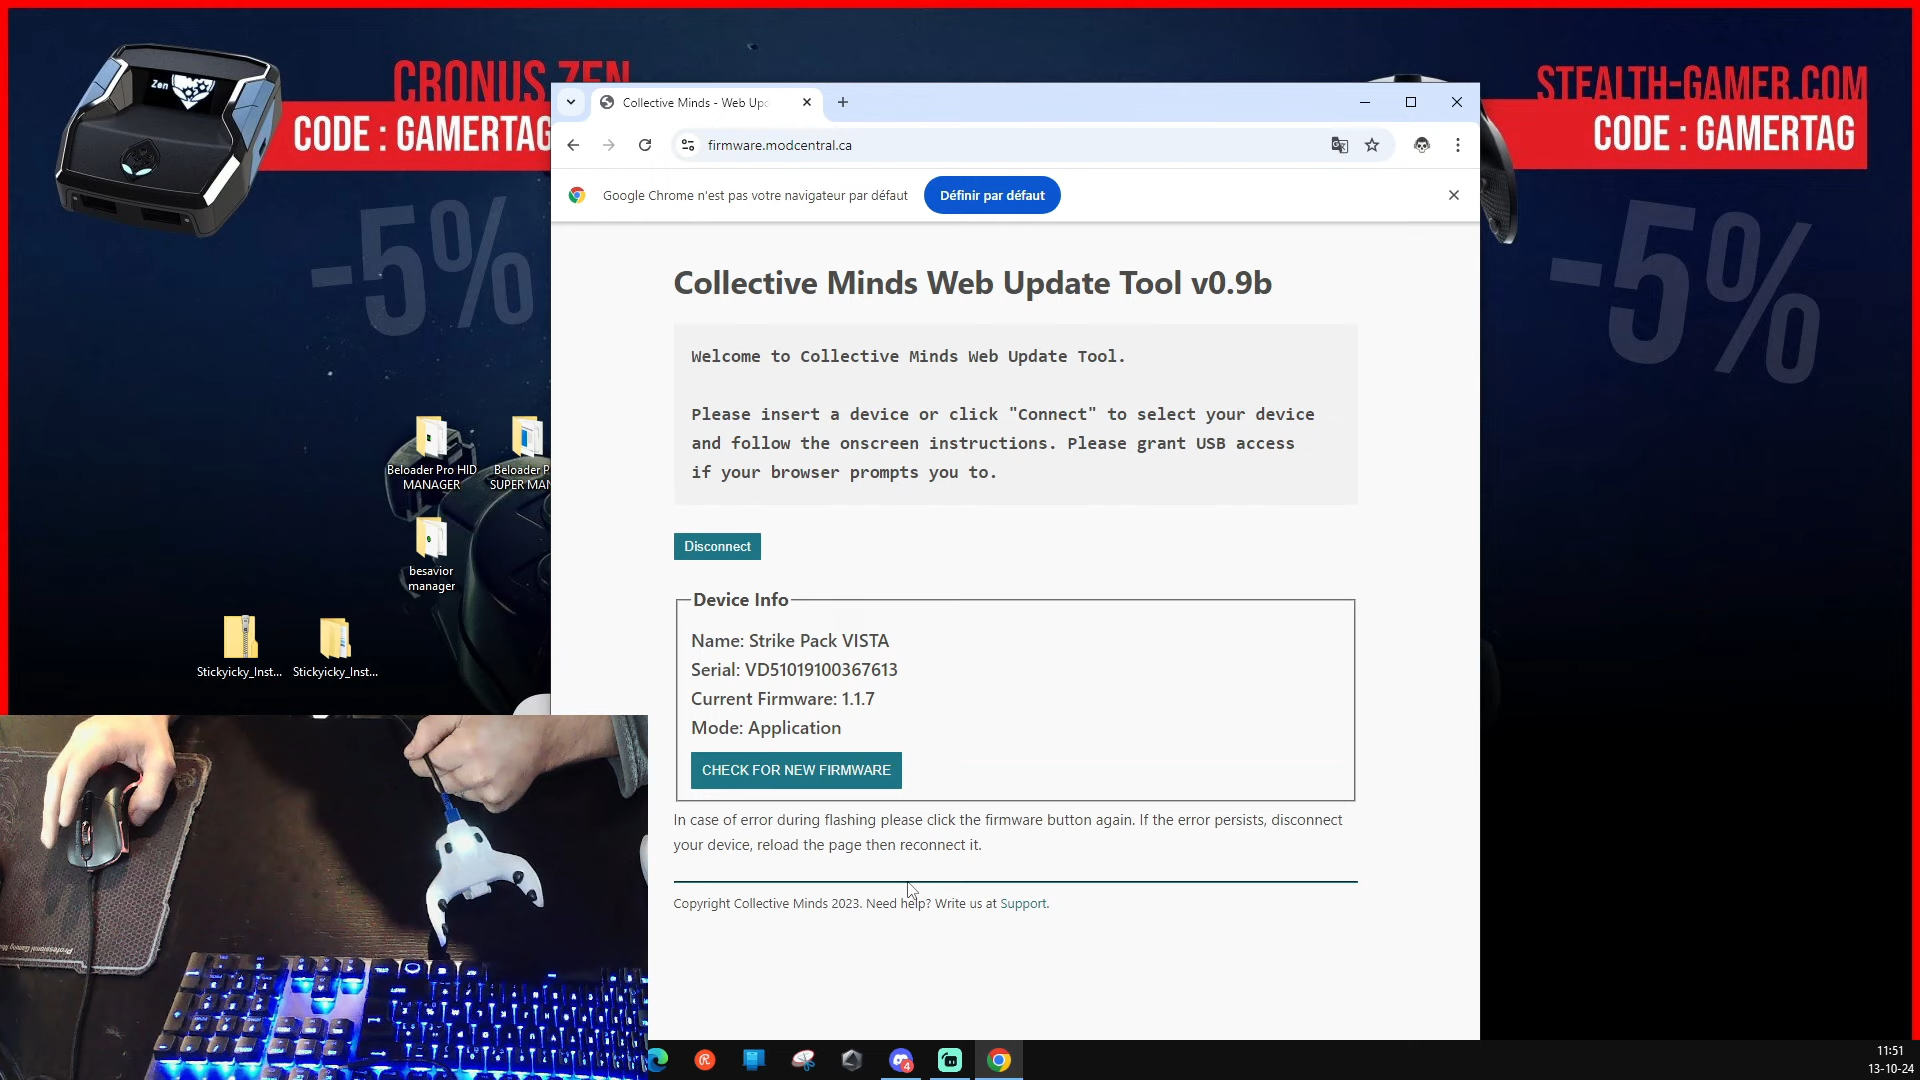 CRONUS ZEN
CODE : GAMERTAG
-5%
Zen
STEALTH-GAMER.COM
CODE : GAMERTAG
-5%
Collective Minds - Web Upd
firmware.modcentral.ca
Google Chrome n'est pas votre navigateur par défaut
Définir par défaut
Collective Minds Web Update Tool v0.9b
Welcome to Collective Minds Web Update Tool.
Please insert a device or click "Connect" to select your device
and follow the onscreen instructions. Please grant USB access
if your browser prompts you to.
Disconnect
Device Info
Name: Strike Pack VISTA
Serial: VD51019100367613
Current Firmware: 1.1.7
Mode: Application
CHECK FOR NEW FIRMWARE
In case of error during flashing please click the firmware button again. If the error persists, disconnect
your device, reload the page then reconnect it.
Copyright Collective Minds 2023. Need help? Write us at Support.
Beloader Pro HID
MANAGER
Beloader P
SUPER MAN
besavior
manager
Stickyicky_Inst...
Stickyicky_Inst...
4
11:51
13-10-24